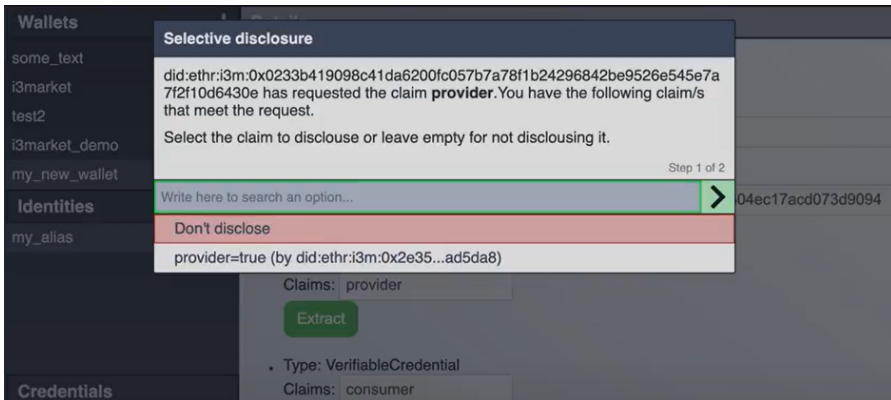 Wallets
some_text
i3market
test2
i3market_demo
my_new_wallet
Identities
my_alias
Credentials
Selective disclosure
did:ethr:i3m:0x0233b419098c41da6200fc057b7a78f1b24296842be9526e545e7a
7f2f10d6430e has requested the claim provider.You have the following claim/s
that meet the request.
Select the claim to disclouse or leave empty for not disclousing it.
Step 1 of 2
Write here to search an option...
Don't disclose
provider=true (by did:ethr:i3m:0x2e35...ad5da8)
04ec17acd073d9094
Claims: provider
Extract
Type: VerifiableCredential
Claims: consumer